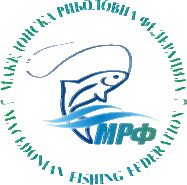 МАКЕДОНСКА РИБОЛОВНА ФЕДЕРАЦИЈА
МРФ
MACEDONIAN FISHING FEDERATION